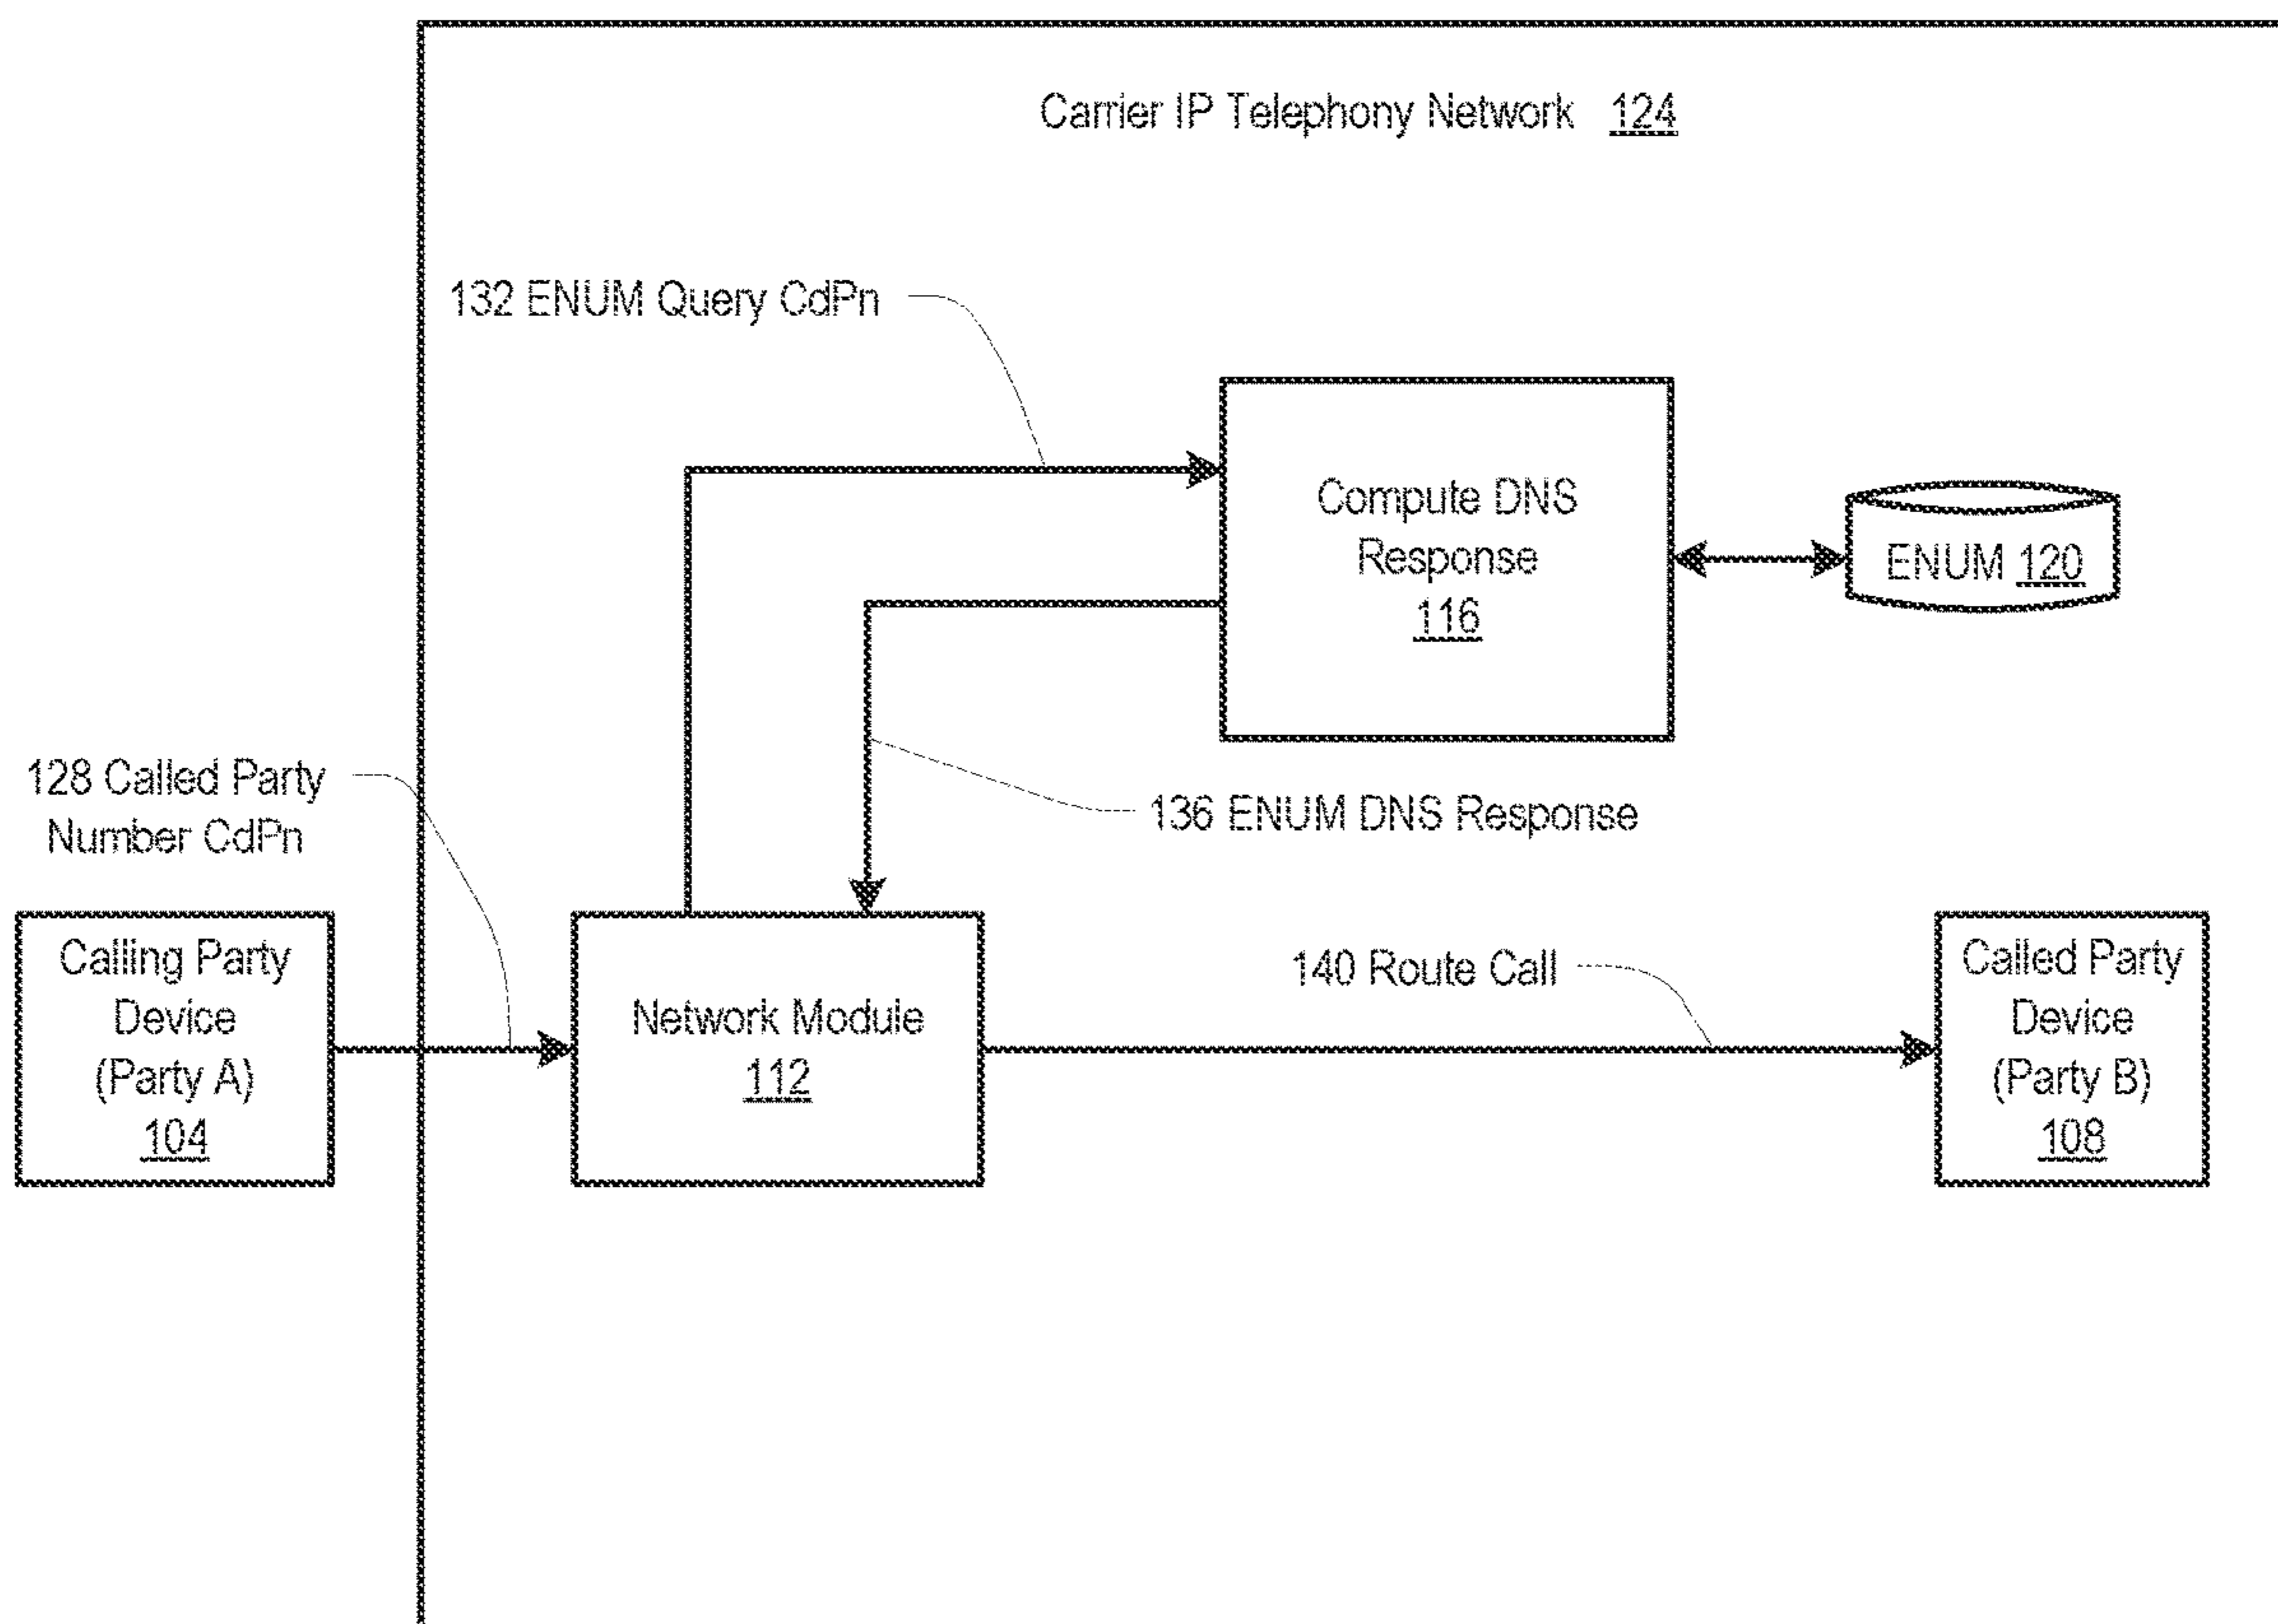 Carrier IP Telephony Network 124
132 ENUM Query CdPn
Compute DNS
Response
116
ENUM 120
128 Called Party
Number CdPn
136 ENUM DNS Response
Calling Party
Device
(Party A)
104
Network Module
112
140 Route Call
Called Party
Device
(Party B)
108